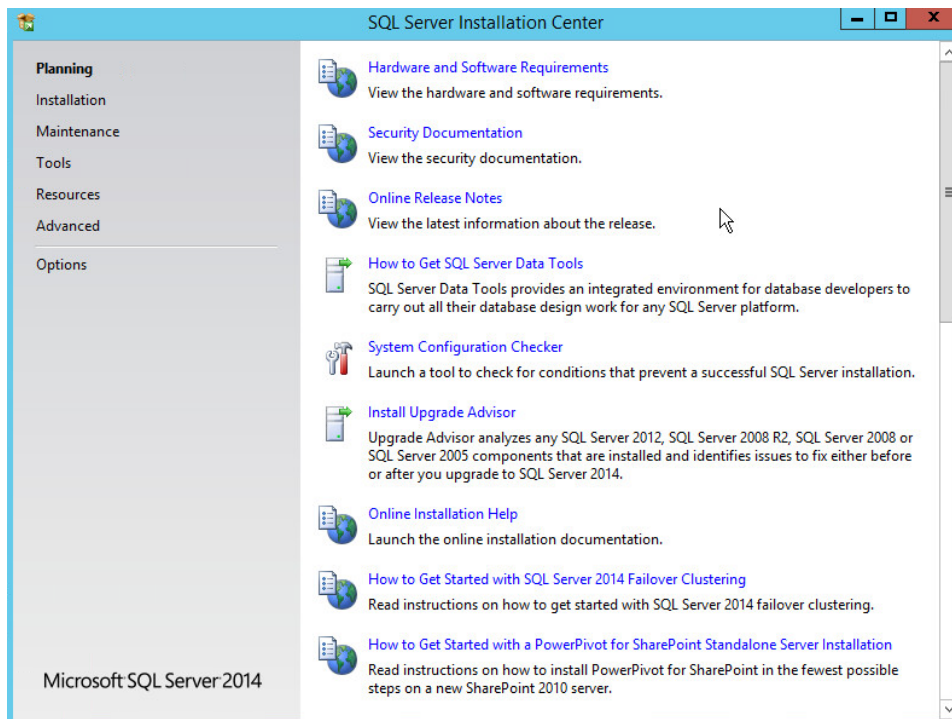 SQL Server Installation Center
Planning
Installation
Maintenance
Tools
Resources
Advanced
Options
Microsoft SQL Server 2014
Hardware and Software Requirements
View the hardware and software requirements.
Security Documentation
View the security documentation.
Online Release Notes
View the latest information about the release.
How to Get SQL Server Data Tools
SQL Server Data Tools provides an integrated environment for database developers to
carry out all their database design work for any SQL Server platform.
System Configuration Checker
Launch a tool to check for conditions that prevent a successful SQL Server installation.
Install Upgrade Advisor
Upgrade Advisor analyzes any SQL Server 2012, SQL Server 2008 R2, SQL Server 2008 or
SQL Server 2005 components that are installed and identifies issues to fix either before
or after you upgrade to SQL Server 2014.
Online Installation Help
Launch the online installation documentation.
How to Get Started with SQL Server 2014 Failover Clustering
Read instructions on how to get started with SQL Server 2014 failover clustering.
How to Get Started with a PowerPivot for SharePoint Standalone Server Installation
Read instructions on how to install PowerPivot for SharePoint in the fewest possible
steps on a new SharePoint 2010 server.